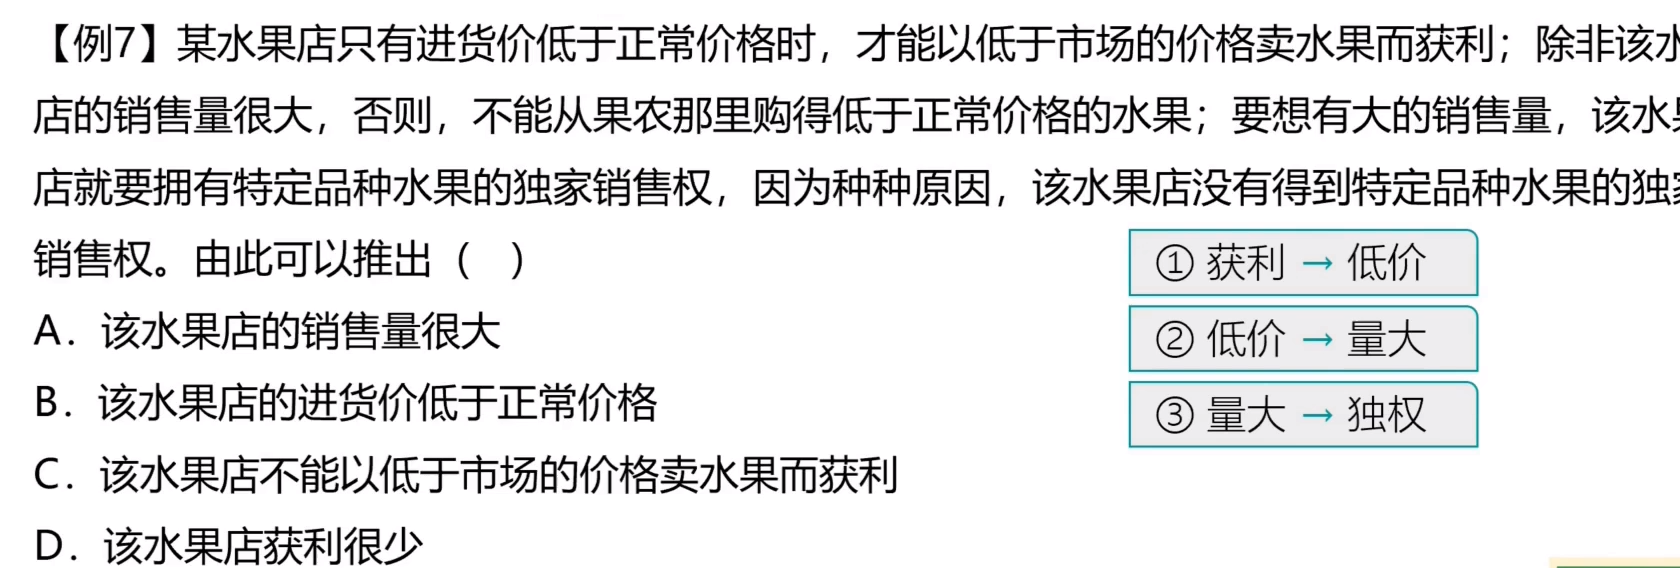 【例7】某水果店只有进货价低于正常价格时，才能以低于市场的价格卖水果而获利；除非该水
店的销售量很大，否则，不能从果农那里购得低于正常价格的水果；要想有大的销售量，该水果
店就要拥有特定品种水果的独家销售权，因为种种原因，该水果店没有得到特定品种水果的独家
销售权。由此可以推出（　）
① 获利 → 低价
A．该水果店的销售量很大
② 低价 → 量大
B．该水果店的进货价低于正常价格
③ 量大 → 独权
C．该水果店不能以低于市场的价格卖水果而获利
D．该水果店获利很少